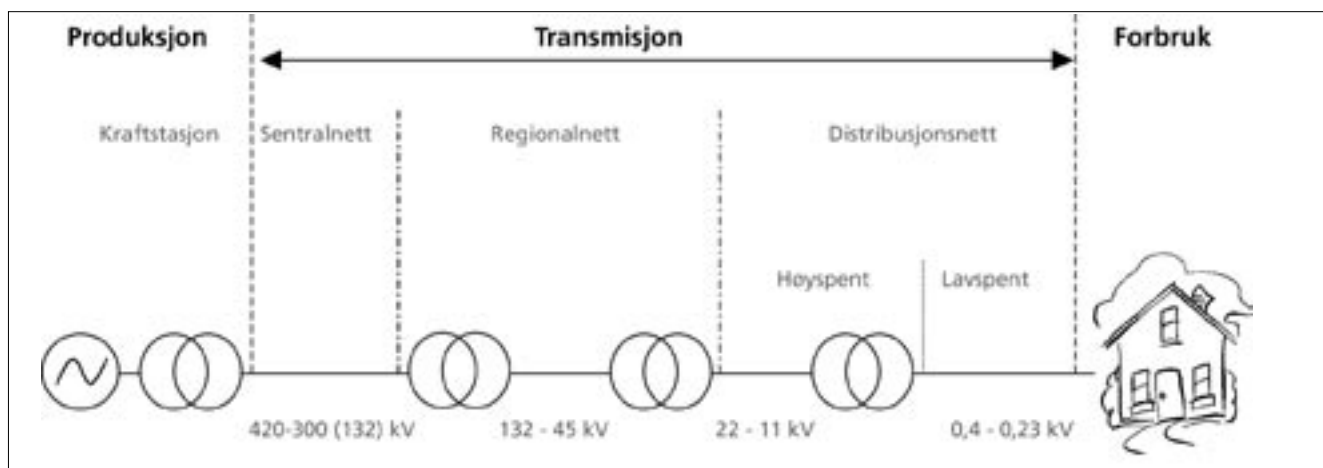 Produksjon Transmisjon Forbruk
Kraftstasjon Sentralnett Regionalnett Distribusjonsnett
Høyspent Lavspent
420-300 (132) kV 132 - 45 kV 22 - 11 kV 0,4 - 0,23 kV